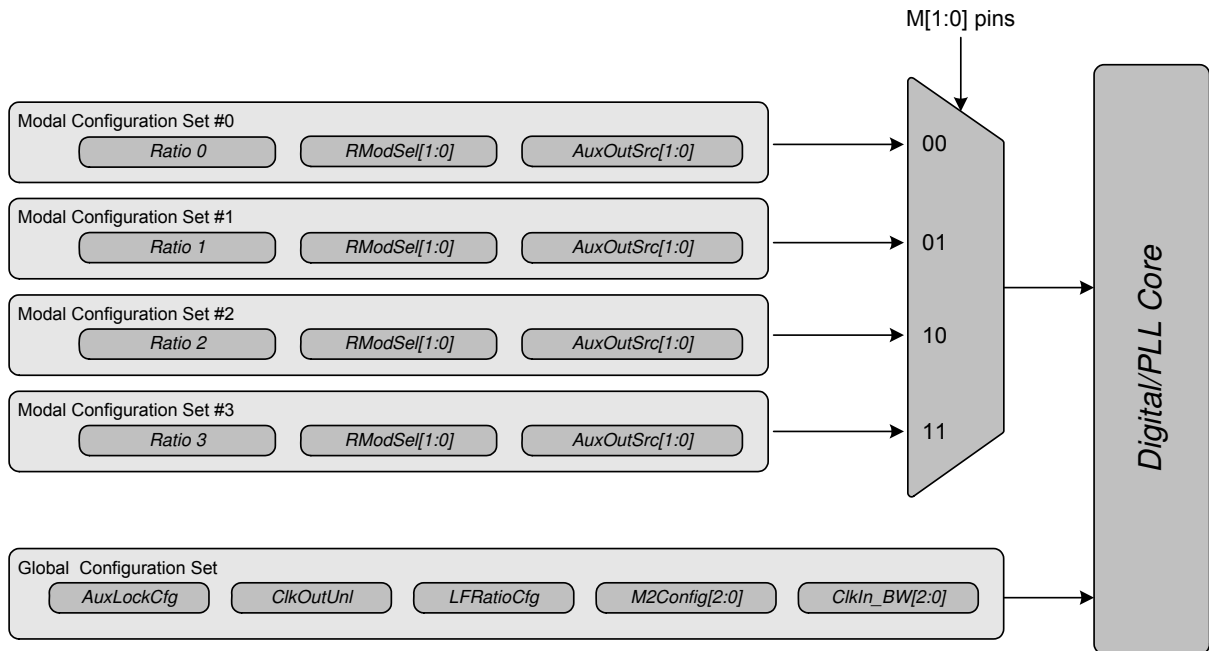 M[1:0] pins
Modal Configuration Set #0
Ratio 0 RModSel[1:0] AuxOutSrc[1:0]
00
Modal Configuration Set #1
Ratio 1 RModSel[1:0] AuxOutSrc[1:0]
01
Modal Configuration Set #2
Ratio 2 RModSel[1:0] AuxOutSrc[1:0]
10
Modal Configuration Set #3
Ratio 3 RModSel[1:0] AuxOutSrc[1:0]
11
Digital/PLL Core
Global Configuration Set
AuxLockCfg ClkOutUnl LFRatioCfg M2Config[2:0] ClkIn_BW[2:0]